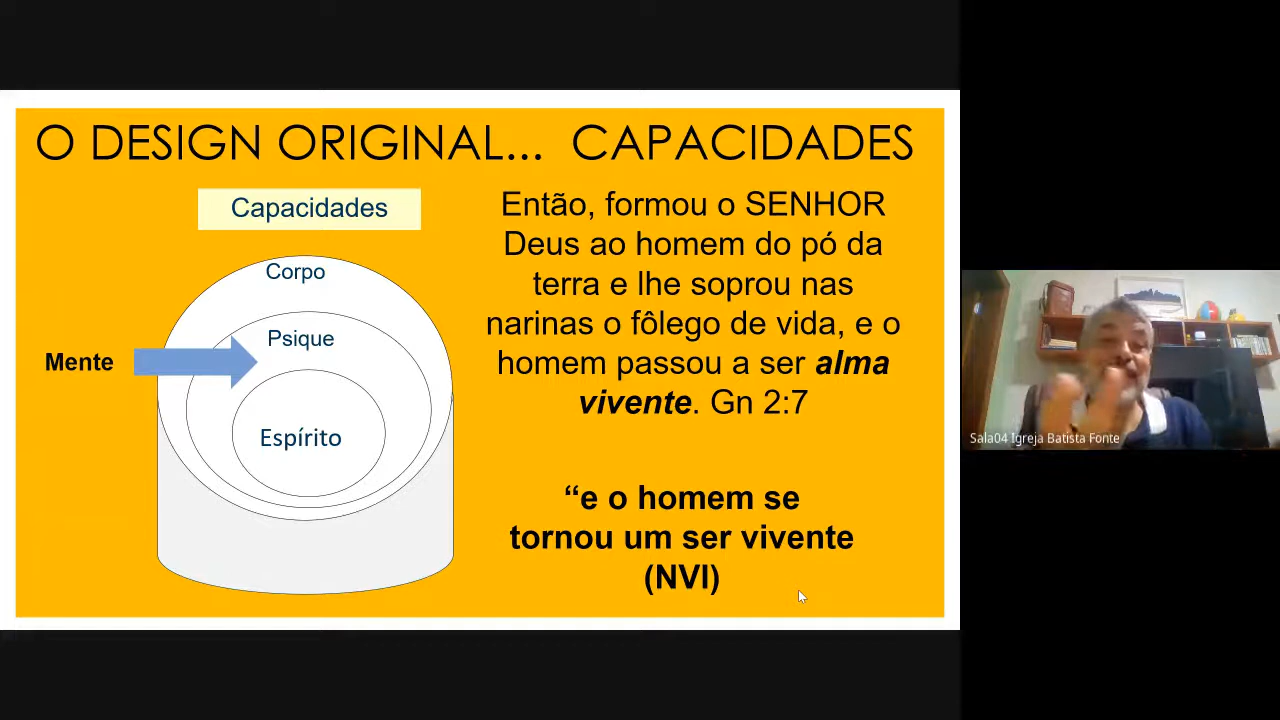 O DESIGN ORIGINAL... CAPACIDADES
Capacidades
Corpo
Psique
Mente
Espírito
Então, formou o SENHOR
Deus ao homem do pó da
terra e lhe soprou nas
narinas o fôlego de vida, e o
homem passou a ser alma
vivente. Gn 2:7
“e o homem se
tornou um ser vivente
(NVI)
Sala04 Igreja Batista Fonte